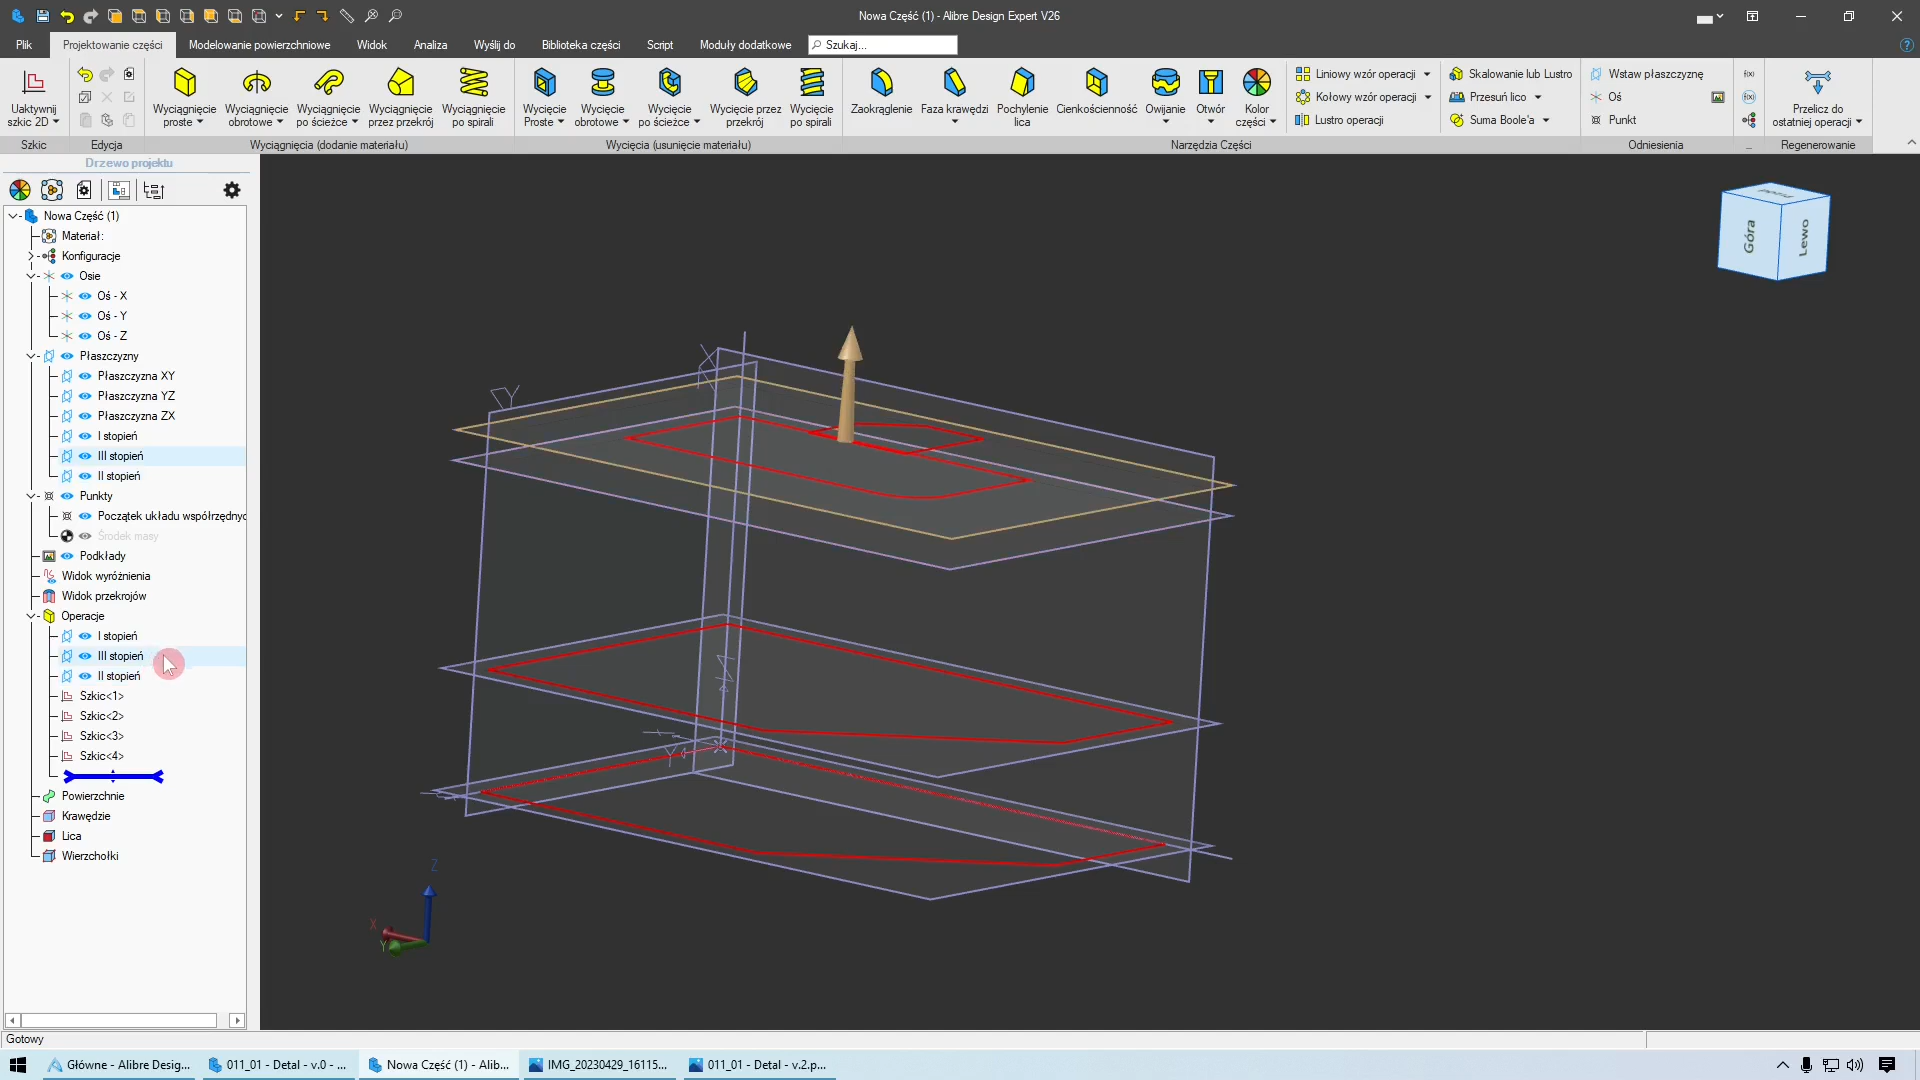 Nowa Część (1) - Alibre Design Expert V26
Plik
Projektowanie części
Modelowanie powierzchniowe
Widok
Analiza
Wyślij do
Biblioteka części
Script
Moduły dodatkowe
Szukaj...
Uaktywnij szkic 2D
Wyciągnięcie proste
Wyciągnięcie obrotowe
Wyciągnięcie po ścieżce
Wyciągnięcie przez przekrój
Wyciągnięcie po spirali
Wycięcie Proste
Wycięcie obrotowe
Wycięcie po ścieżce
Wycięcie przez przekrój
Wycięcie po spirali
Zaokrąglenie
Faza krawędzi
Pochylenie lica
Cienkościenność
Owijanie
Otwór
Kolor części
Liniowy wzór operacji
Kołowy wzór operacji
Lustro operacji
Skalowanie lub Lustro
Przesuń lico
Suma Boole'a
Wstaw płaszczyznę
Oś
Punkt
Przelicz do ostatniej operacji
Szkic
Edycja
Wyciągnięcia (dodanie materiału)
Wycięcia (usunięcie materiału)
Narzędzia Części
Odniesienia
...
Regenerowanie
Drzewo projektu
Nowa Część (1)
Materiał:
Konfiguracje
Osie
Oś - X
Oś - Y
Oś - Z
Płaszczyzny
Płaszczyzna XY
Płaszczyzna YZ
Płaszczyzna ZX
I stopień
III stopień
II stopień
Punkty
Początek układu współrzędnyc
Środek masy
Podkłady
Widok wyróżnienia
Widok przekrojów
Operacje
I stopień
III stopień
II stopień
Szkic<1>
Szkic<2>
Szkic<3>
Szkic<4>
Powierzchnie
Krawędzie
Lica
Wierzchołki
Góra
Lewo
Z
X
Y
Gotowy
Główne - Alibre Desig...
011_01 - Detal - v.0 - ...
Nowa Część (1) - Alib...
IMG_20230429_16115...
011_01 - Detal - v.2.p...